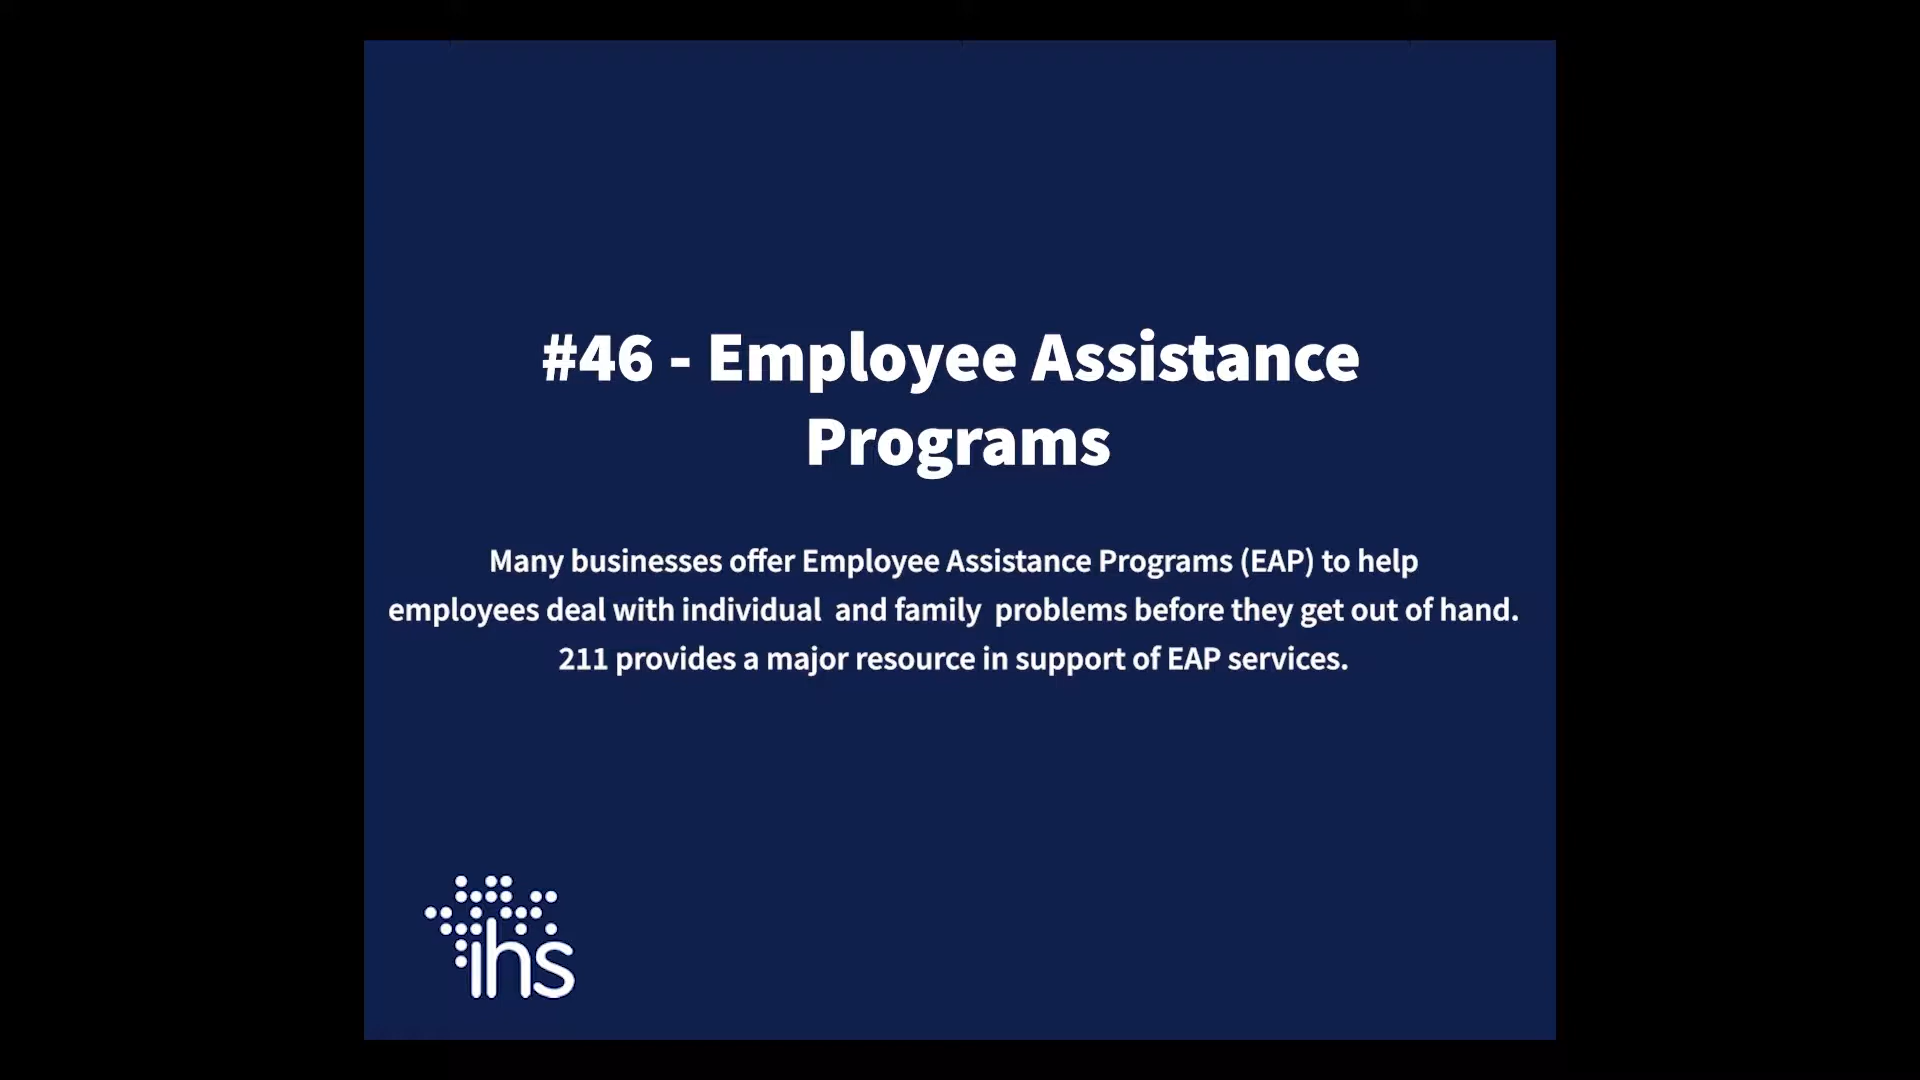 #46 - Employee Assistance
Programs
Many businesses offer Employee Assistance Programs (EAP) to help
employees deal with individual  and family  problems before they get out of hand.
211 provides a major resource in support of EAP services.
ihs